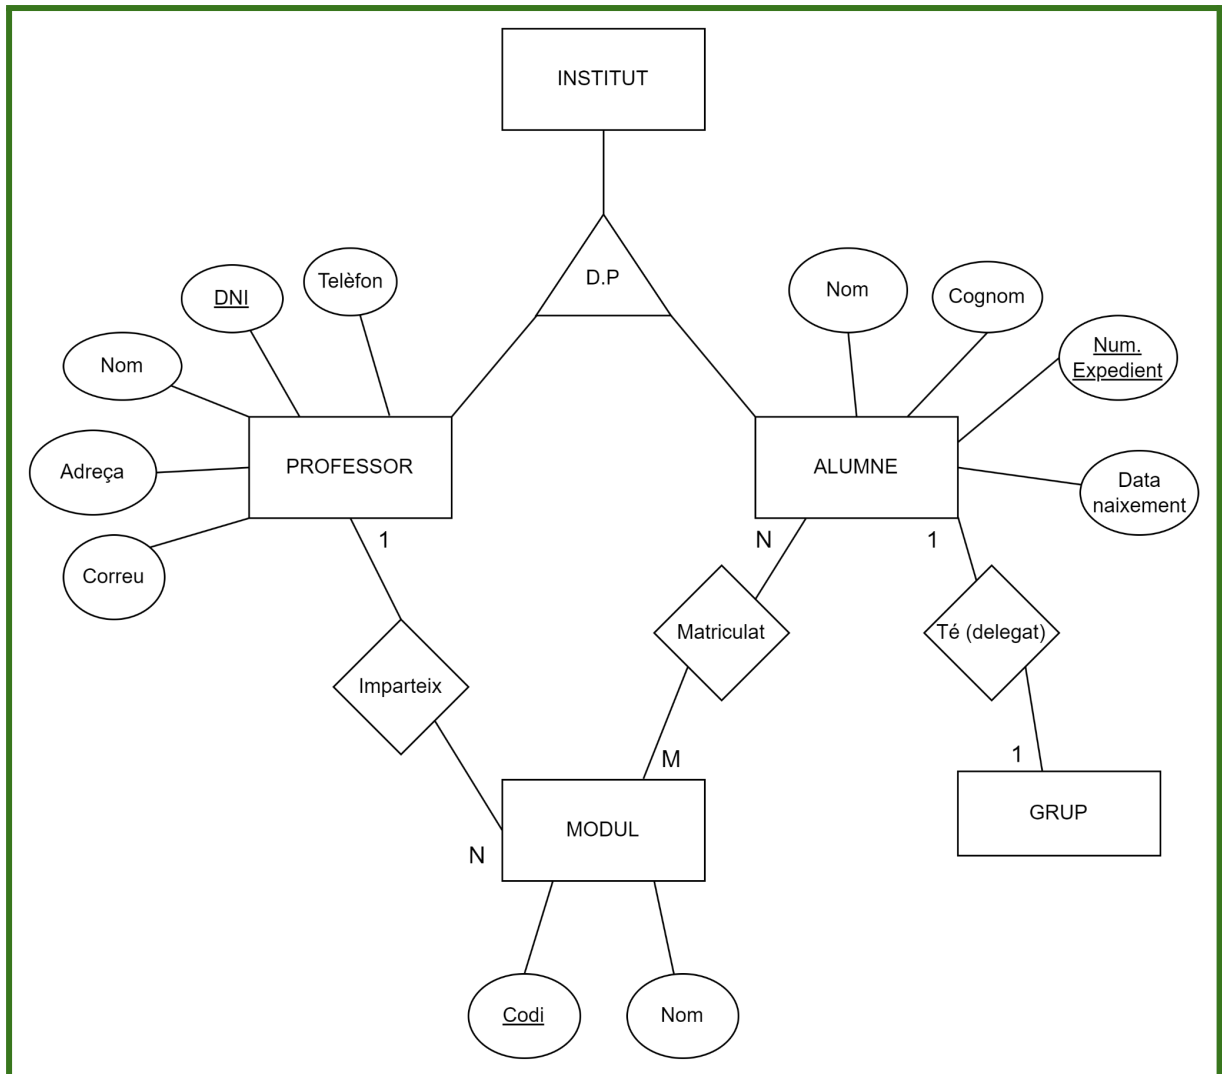 INSTITUT
D.P
Telèfon
DNI
Nom
Adreça
Correu
PROFESSOR
Nom
Cognom
Num.
Expedient
Data
naixement
ALUMNE
1
N
1
Imparteix
Matriculat
Té (delegat)
N
M
1
MODUL
GRUP
Codi
Nom